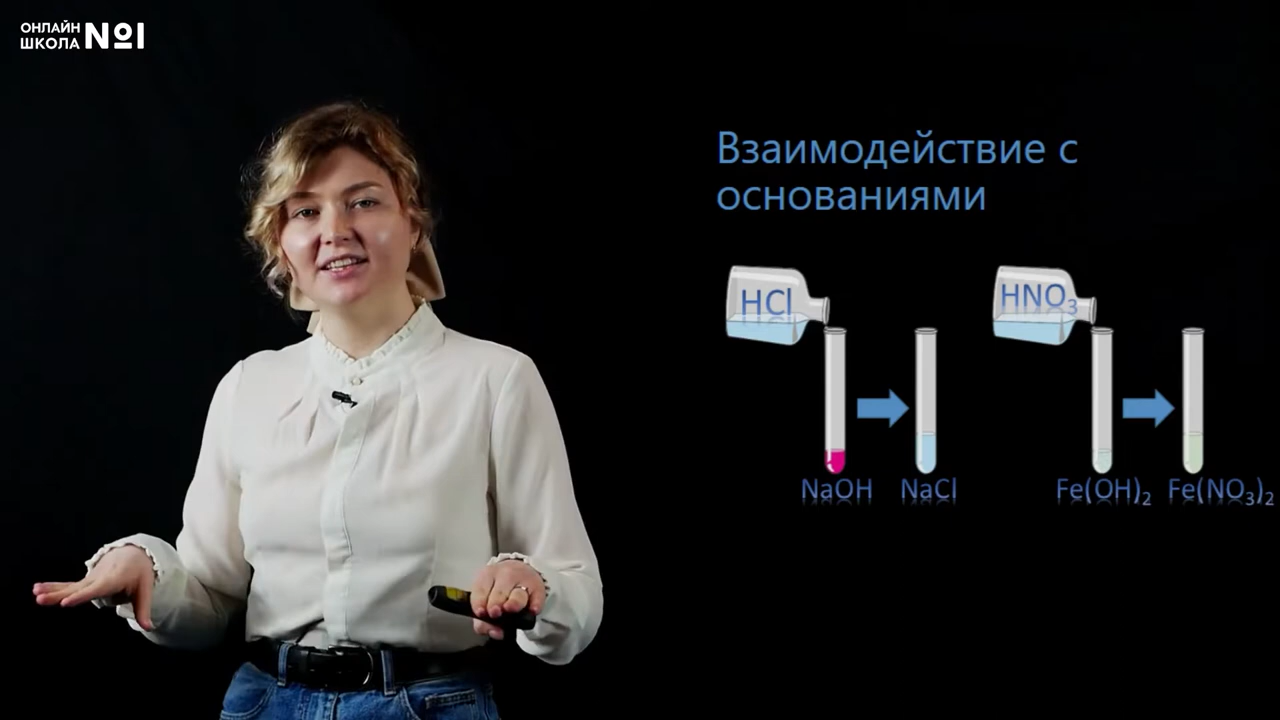 ОНЛАЙН
ШКОЛА №1
Взаимодействие с
основаниями
HCl
HNO₃
NaOH
NaCl
Fe(OH)₂
Fe(NO₃)₂